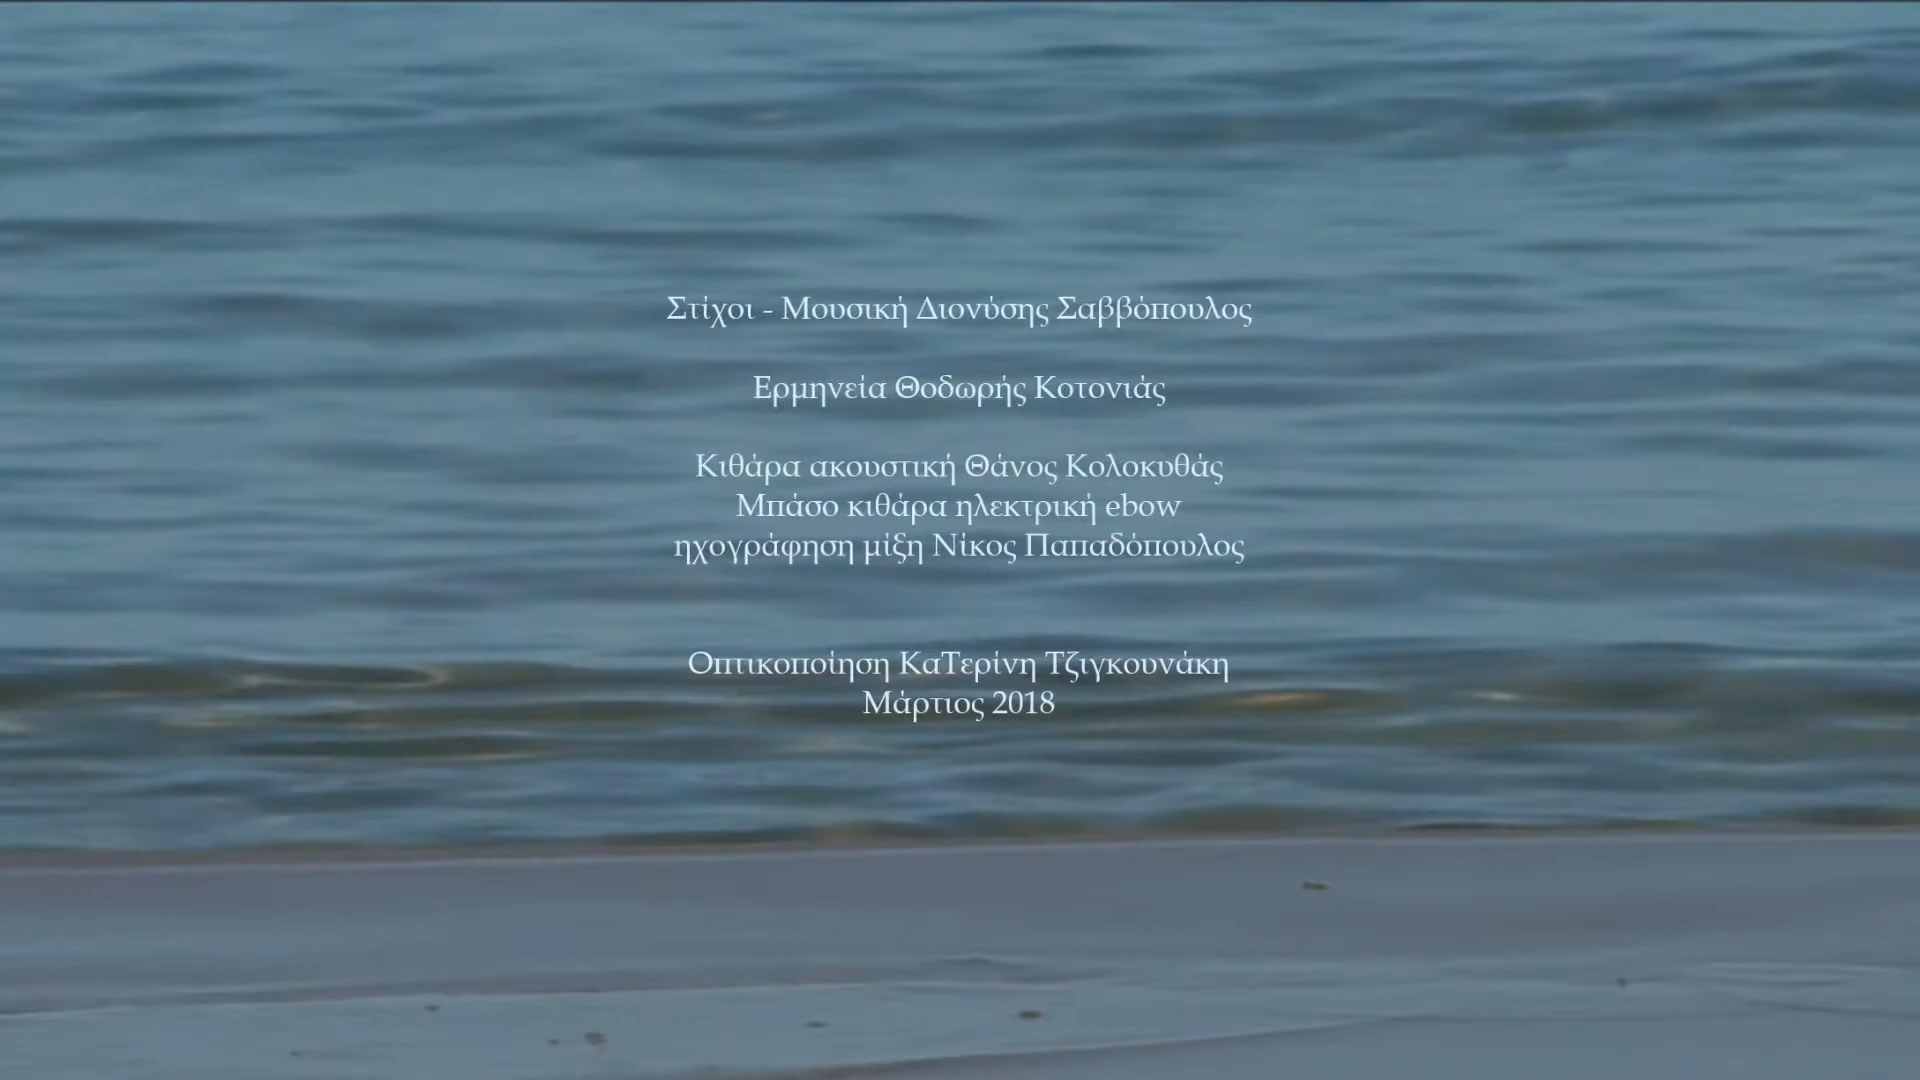 Στίχοι - Μουσική Διονύσης Σαββόπουλος
Ερμηνεία Θοδωρής Κοτονιάς
Κιθάρα ακουστική Θάνος Κολοκυθάς
Μπάσο κιθάρα ηλεκτρική ebow
ηχογράφηση μίξη Νίκος Παπαδόπουλος
Οπτικοποίηση ΚαΤερίνη Τζιγκουνάκη
Μάρτιος 2018